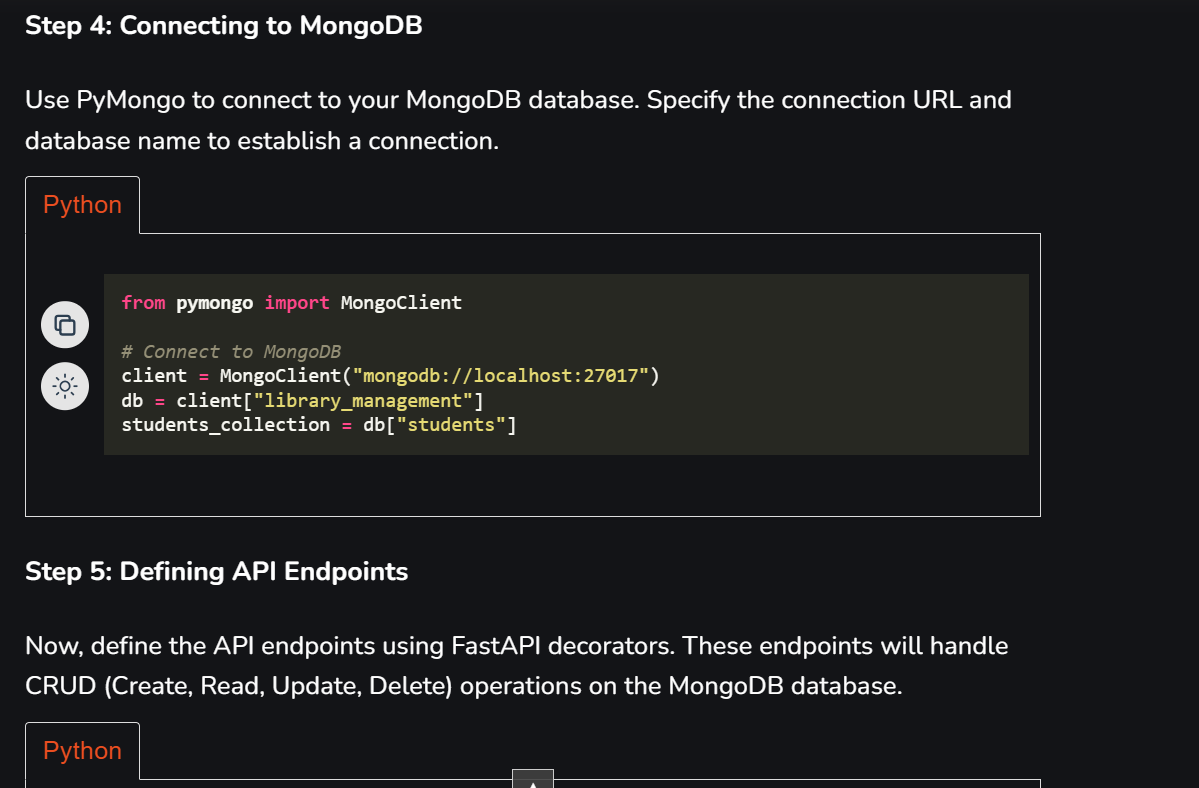 Step 4: Connecting to MongoDB
Use PyMongo to connect to your MongoDB database. Specify the connection URL and
database name to establish a connection.
Python
from pymongo import MongoClient
# Connect to MongoDB
client = MongoClient("mongodb://localhost:27017")
db = client["library_management"]
students_collection = db["students"]
Step 5: Defining API Endpoints
Now, define the API endpoints using FastAPI decorators. These endpoints will handle
CRUD (Create, Read, Update, Delete) operations on the MongoDB database.
Python